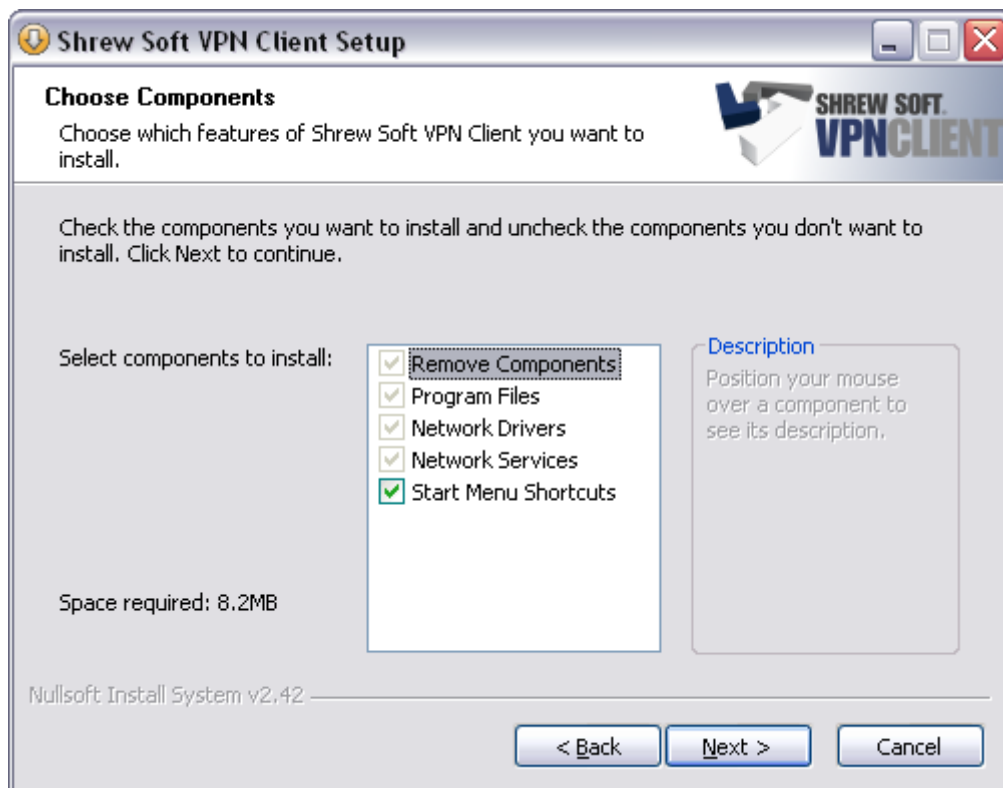 Shrew Soft VPN Client Setup
Choose Components
Choose which features of Shrew Soft VPN Client you want to
install.
SHREW SOFT
VPNCLIENT
Check the components you want to install and uncheck the components you don't want to
install. Click Next to continue.
Select components to install:
Remove Components
Program Files
Network Drivers
Network Services
Start Menu Shortcuts
Description
Position your mouse
over a component to
see its description.
Space required: 8.2MB
Nullsoft Install System v2.42
< Back
Next >
Cancel